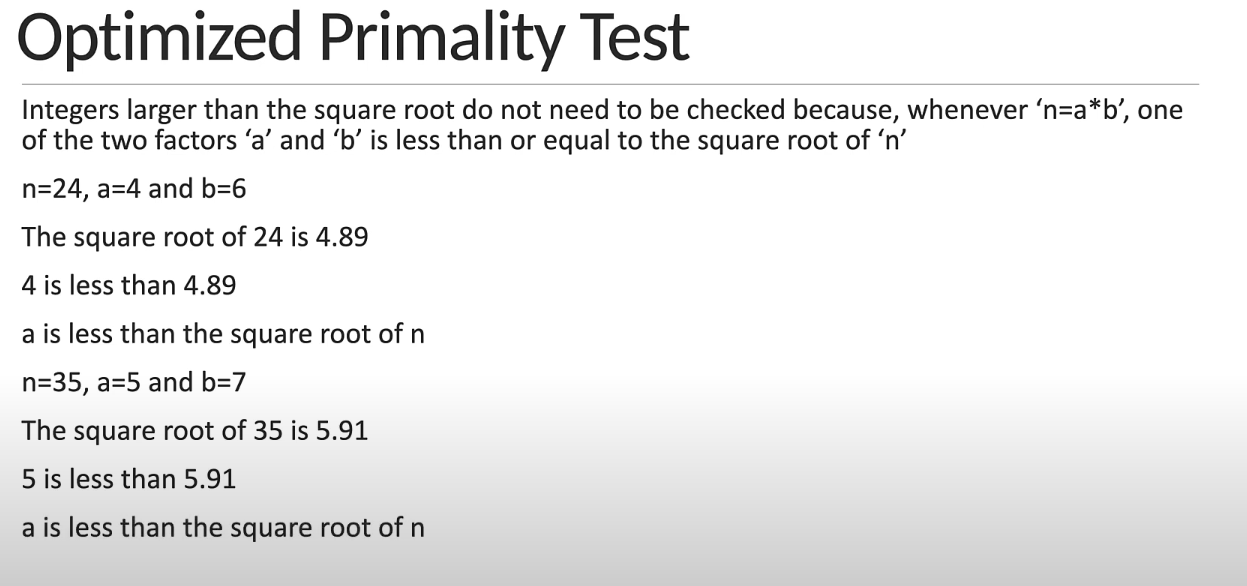 Optimized Primality Test
Integers larger than the square root do not need to be checked because, whenever ‘n=a*b’, one
of the two factors ‘a’ and ‘b’ is less than or equal to the square root of ‘n’
n=24, a=4 and b=6
The square root of 24 is 4.89
4 is less than 4.89
a is less than the square root of n
n=35, a=5 and b=7
The square root of 35 is 5.91
5 is less than 5.91
a is less than the square root of n